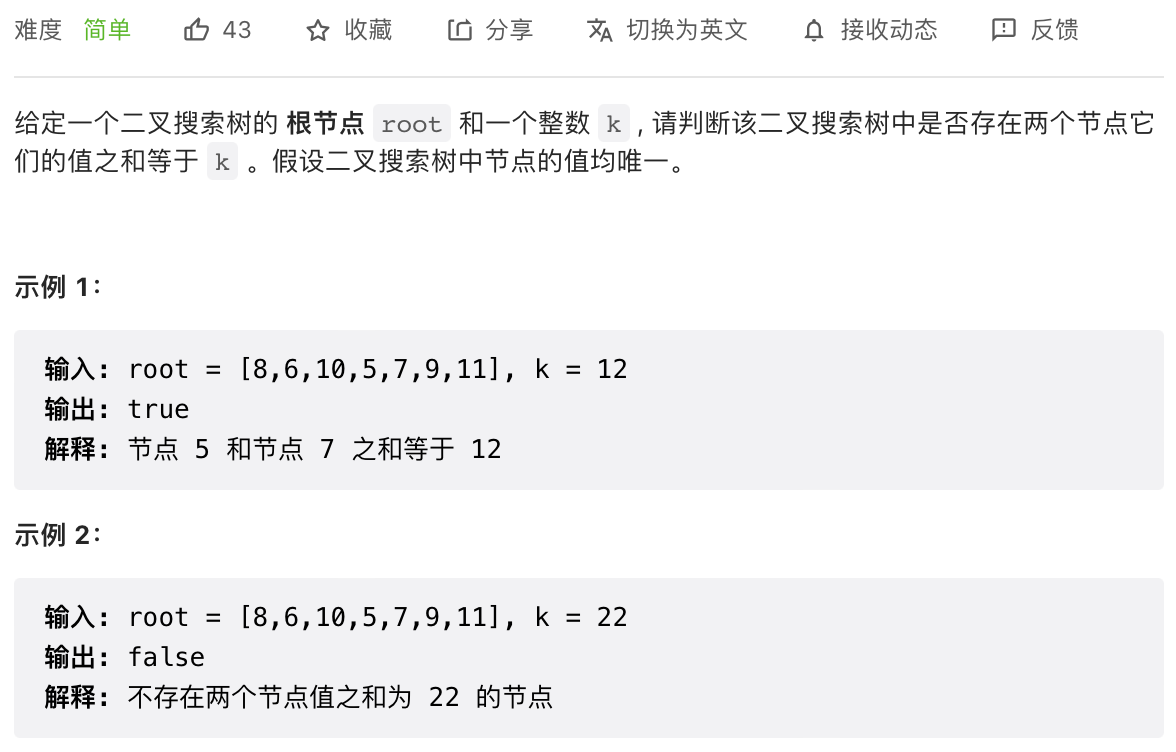 难度 简单 43 收藏 分享 切换为英文 接收动态 反馈
给定一个二叉搜索树的 根节点 root 和一个整数 k , 请判断该二叉搜索树中是否存在两个节点它
们的值之和等于 k 。假设二叉搜索树中节点的值均唯一。
示例 1：
输入: root = [8,6,10,5,7,9,11], k = 12
输出: true
解释: 节点 5 和节点 7 之和等于 12
示例 2：
输入: root = [8,6,10,5,7,9,11], k = 22
输出: false
解释: 不存在两个节点值之和为 22 的节点